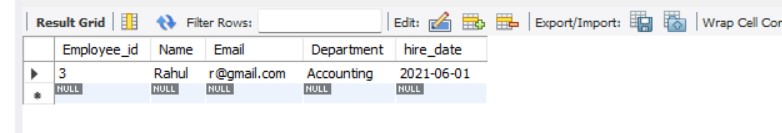 Result Grid Filter Rows: Edit: Export/Import: Wrap Cell Con
Employee_id Name Email Department hire_date
3 Rahul r@gmail.com Accounting 2021-06-01
NULL NULL NULL NULL NULL